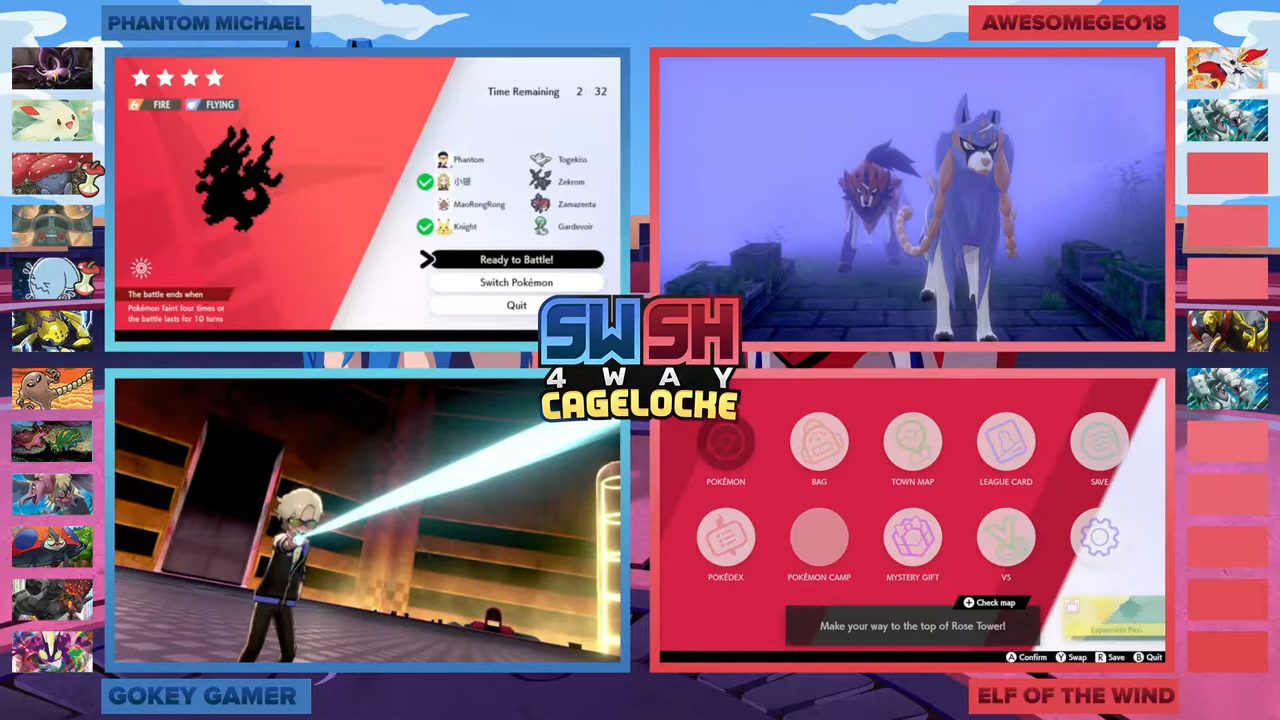 PHANTOM MICHAEL
AWESOMEGEO18
FIRE FLYING
Time Remaining 2 32
Phantom Togekiss
小银 Zekrom
MaoRongRong Zamazenta
Knight Gardevoir
Ready to Battle!
Switch Pokémon
Quit
The battle ends when
Pokémon faint four times or
the battle lasts for 10 turns
SW SH
4 WAY
CAGELOCKE
POKÉMON BAG TOWN MAP LEAGUE CARD SAVE
POKÉDEX POKÉMON CAMP MYSTERY GIFT VS
+ Check map
Make your way to the top of Rose Tower!
Expansion Pass
A Confirm Y Swap R Save B Quit
GOKEY GAMER
ELF OF THE WIND